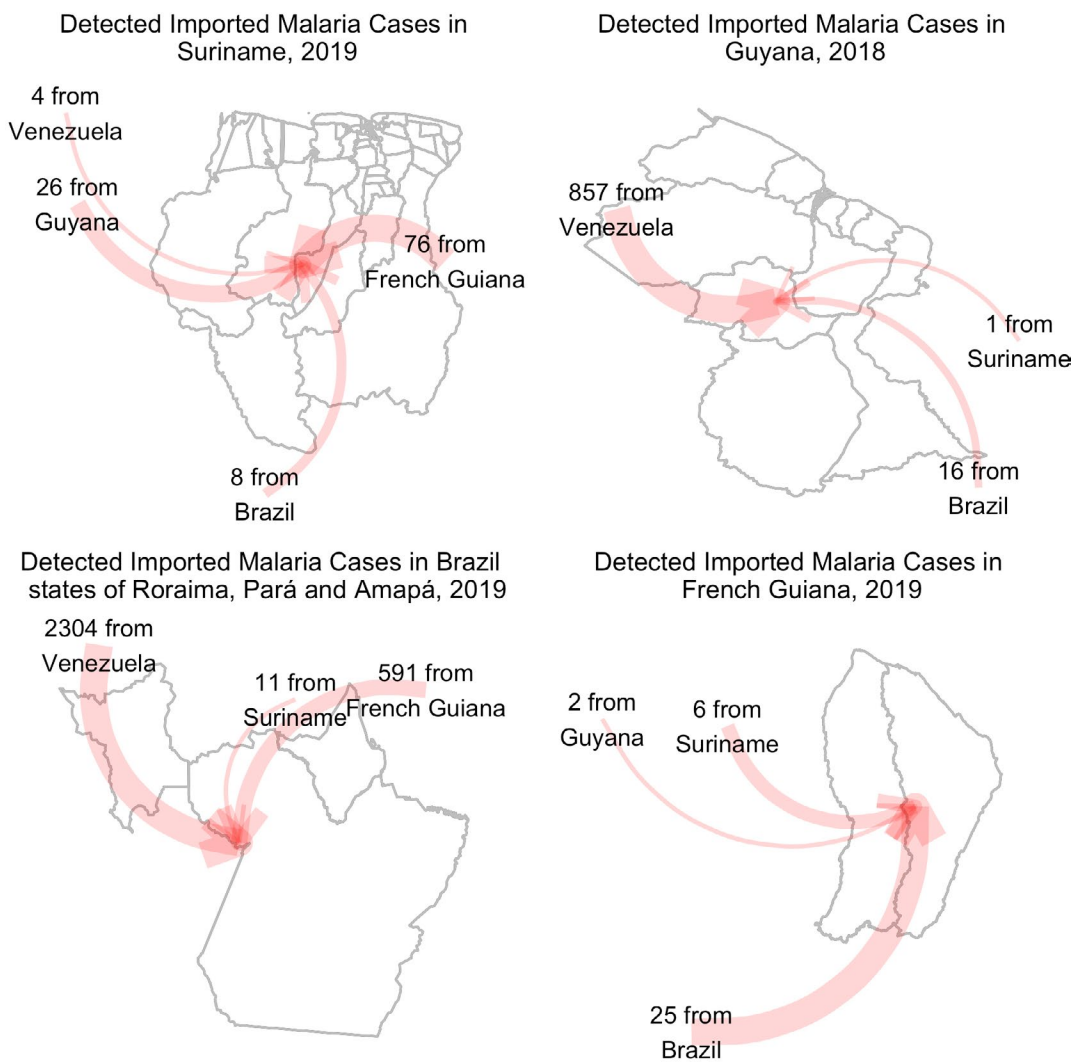 Detected Imported Malaria Cases in
Suriname, 2019
4 from
Venezuela
26 from
Guyana
76 from
French Guiana
8 from
Brazil
Detected Imported Malaria Cases in
Guyana, 2018
857 from
Venezuela
1 from
Suriname
16 from
Brazil
Detected Imported Malaria Cases in Brazil
states of Roraima, Pará and Amapá, 2019
2304 from
Venezuela
11 from
Suriname
591 from
French Guiana
Detected Imported Malaria Cases in
French Guiana, 2019
2 from
Guyana
6 from
Suriname
25 from
Brazil